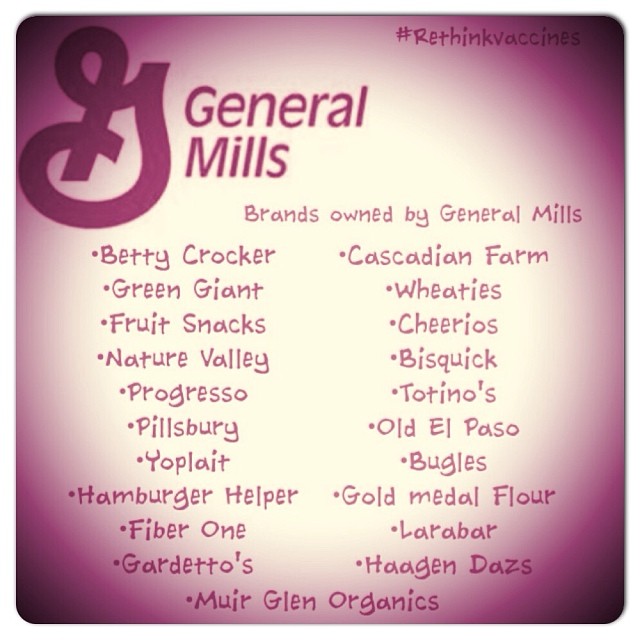 #Rethinkvaccines
General
Mills
Brands owned by General Mills
•Betty Crocker
•Green Giant
•Fruit Snacks
•Nature Valley
•Progresso
•Pillsbury
•Yoplait
•Hamburger Helper
•Fiber One
•Gardetto's
•Cascadian Farm
•Wheaties
•Cheerios
•Bisquick
•Totino's
•Old El Paso
•Bugles
•Gold medal Flour
•Larabar
•Haagen Dazs
•Muir Glen Organics